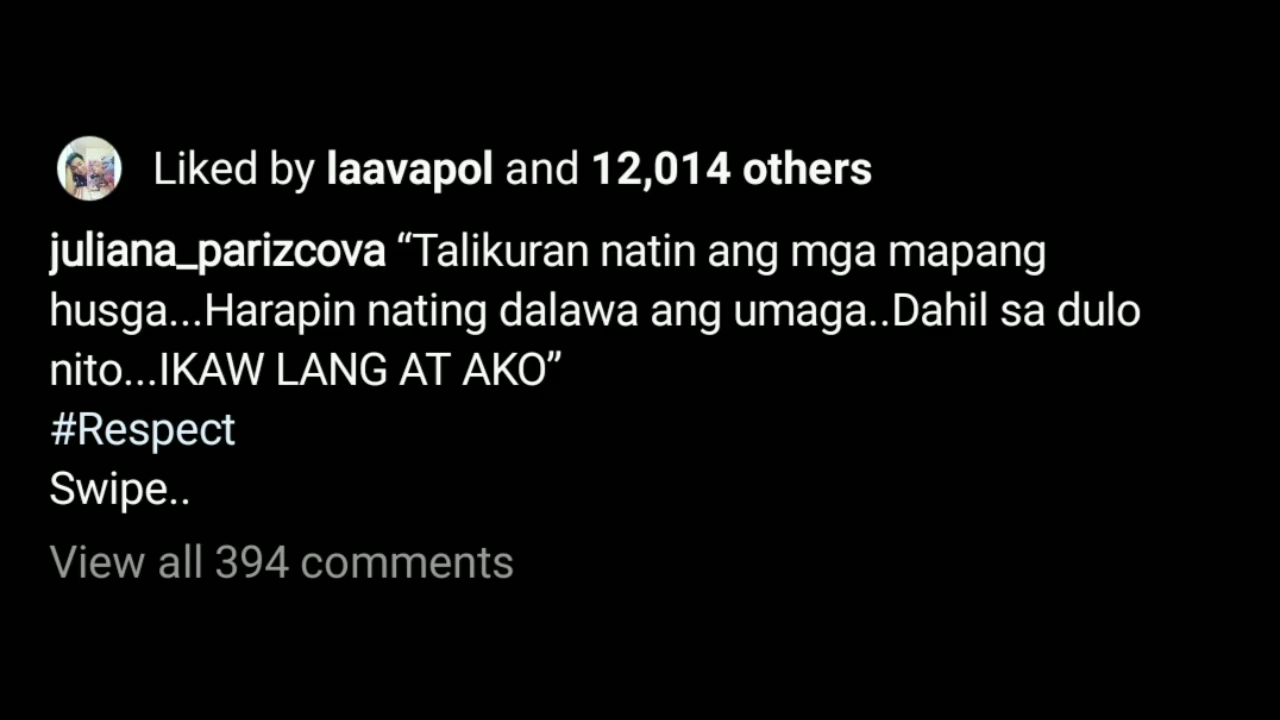 Liked by laavapol and 12,014 others
juliana_parizcova “Talikuran natin ang mga mapang
husga...Harapin nating dalawa ang umaga..Dahil sa dulo
nito...IKAW LANG AT AKO”
#Respect
Swipe..
View all 394 comments